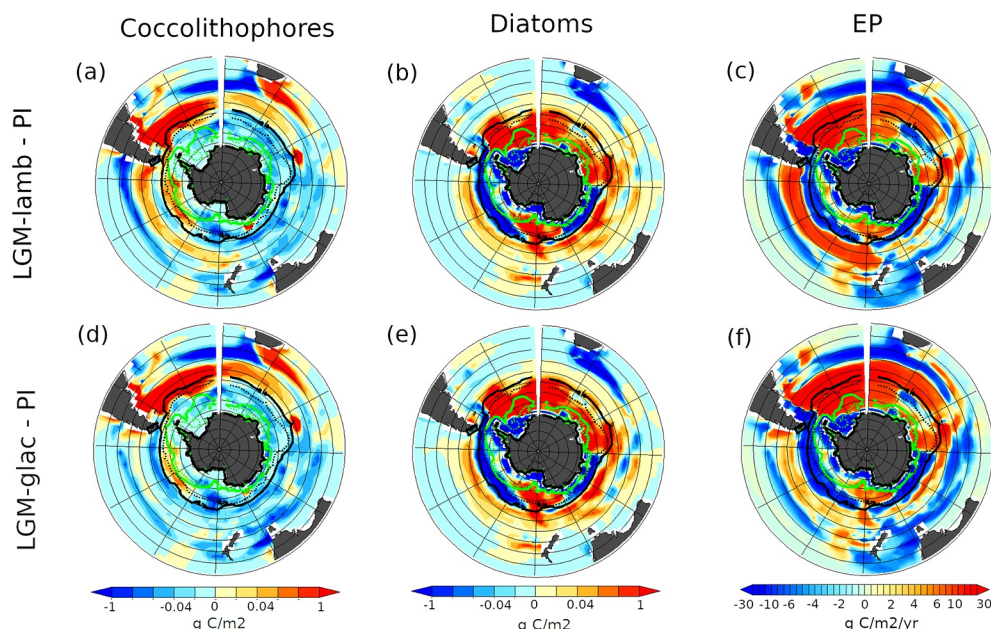 Coccolithophores Diatoms EP
(a) (b) (c)
LGM-lamb - PI
(d) (e) (f)
LGM-glac - PI
-1 -0.04 0 0.04 1
g C/m2
-1 -0.04 0 0.04 1
g C/m2
-30 -10 -6 -4 0 2 4 6 10 30
g C/m2/yr